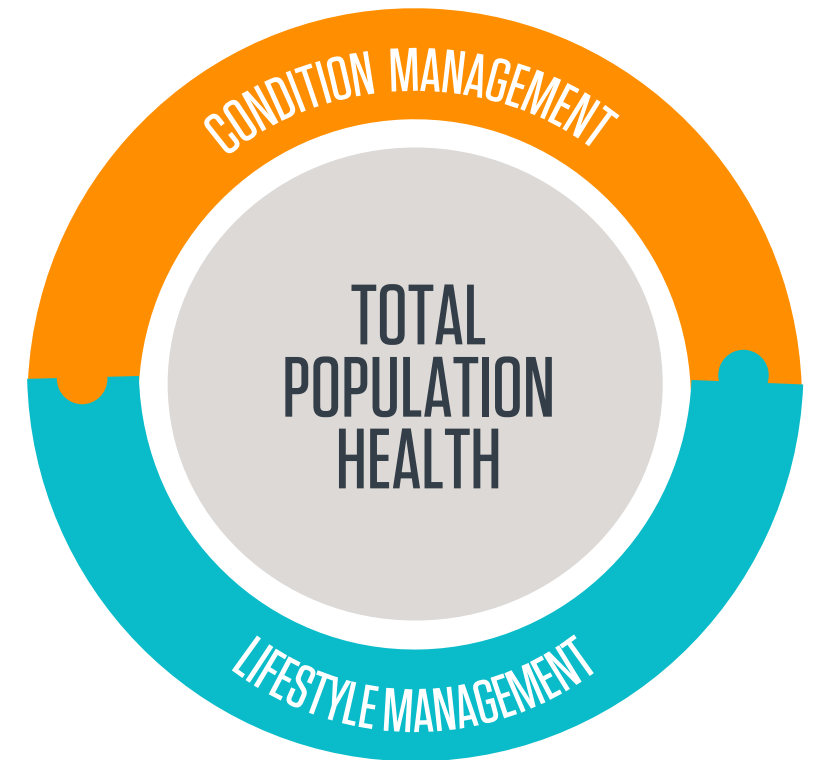 CONDITION MANAGEMENT
TOTAL
POPULATION
HEALTH
LIFESTYLE MANAGEMENT